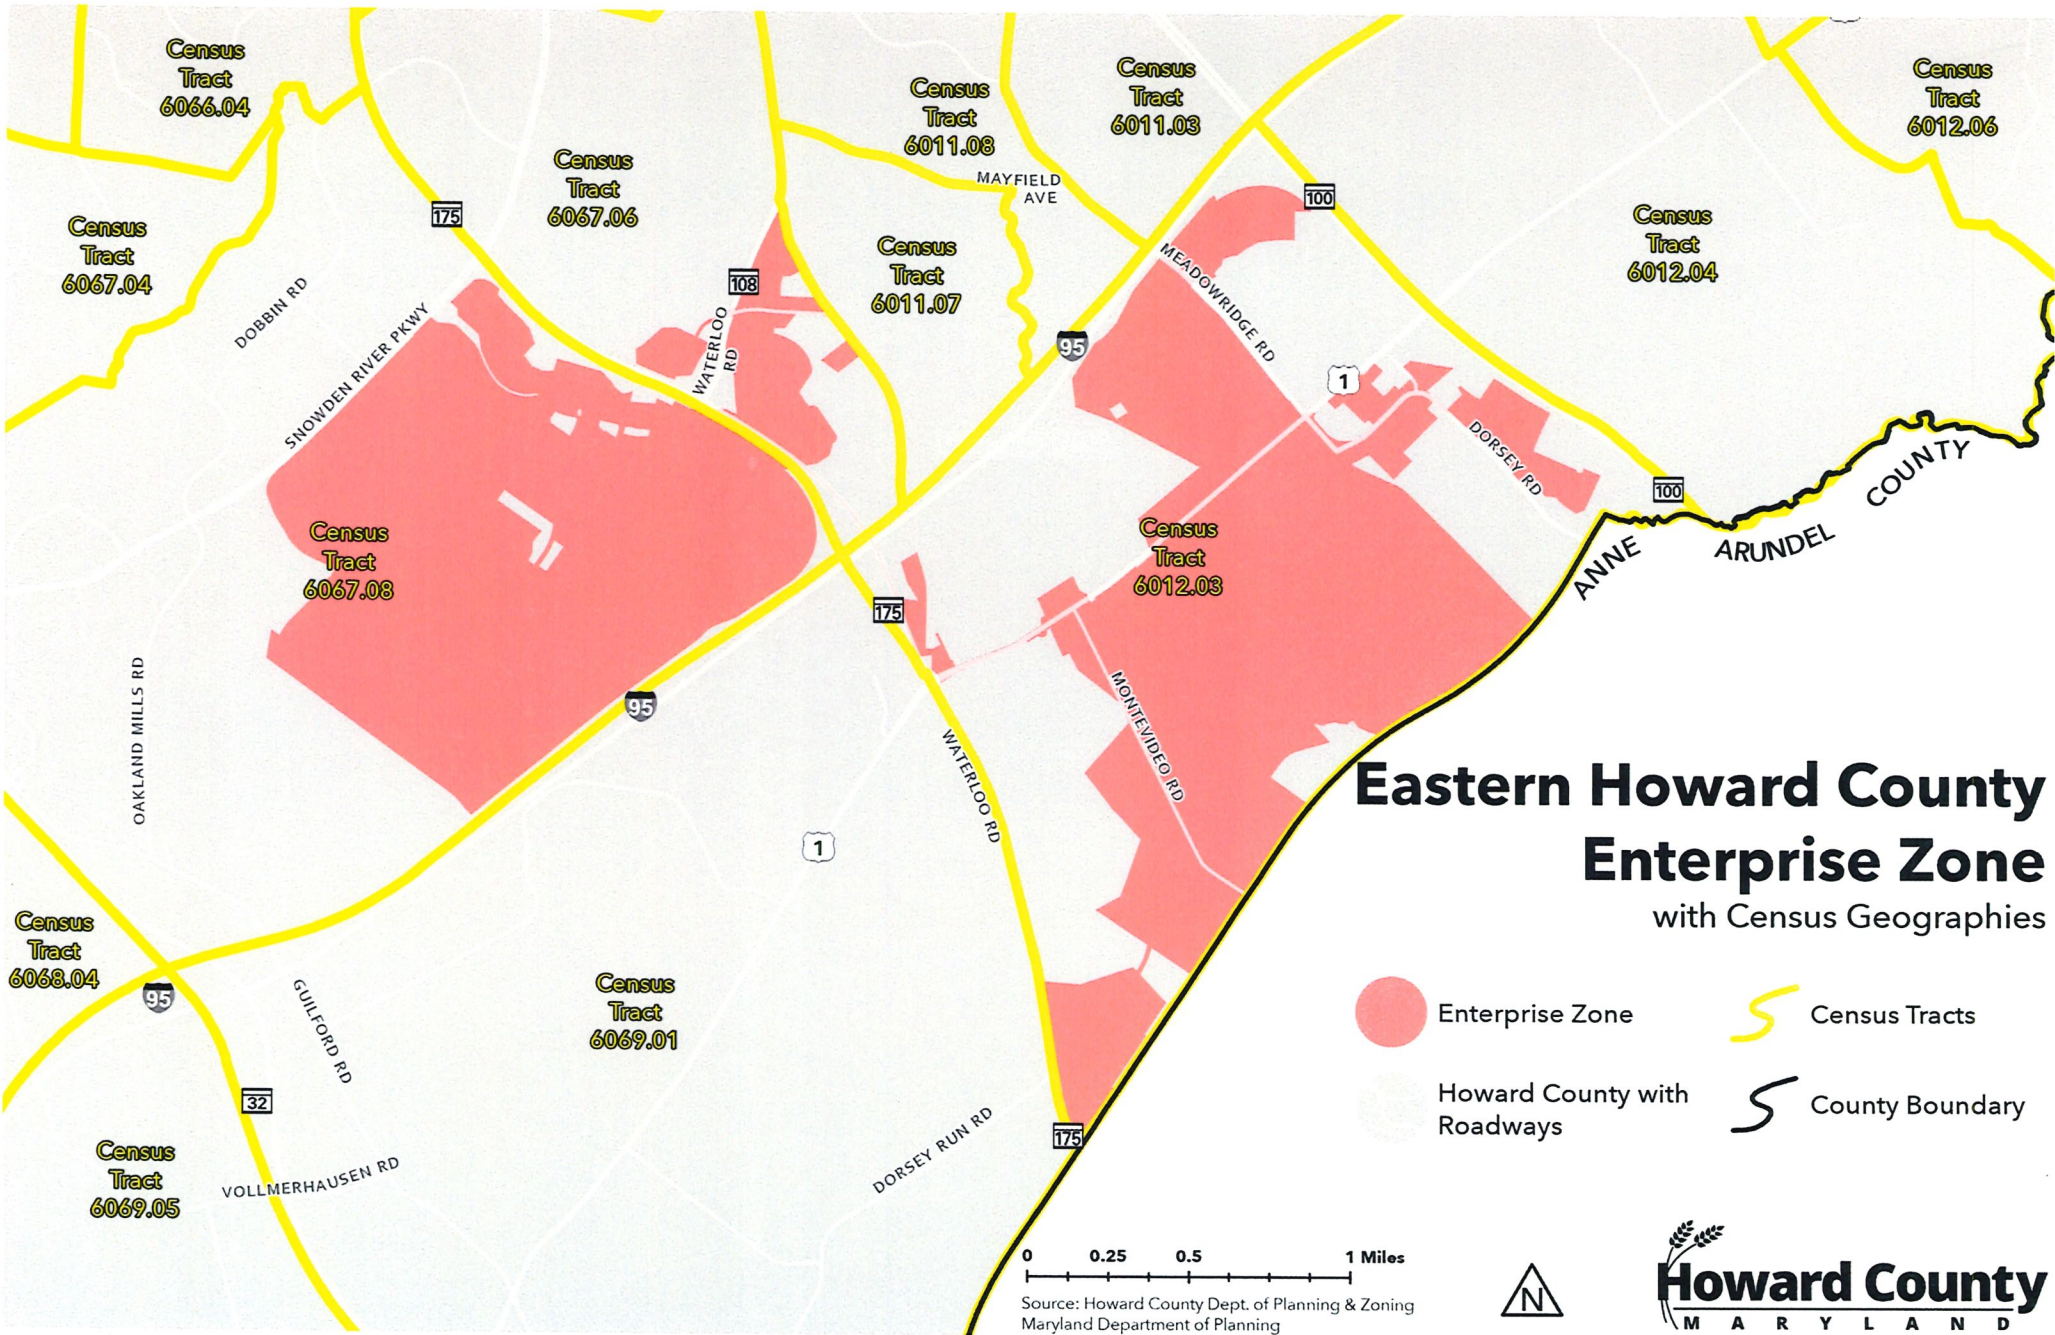 Census
Tract
6066.04
Census
Tract
6011.08
Census
Tract
6011.03
Census
Tract
6012.06
Census
Tract
6067.06
MAYFIELD
AVE
175
100
Census
Tract
6067.04
Census
Tract
6011.07
Census
Tract
6012.04
DOBBIN RD
108
MEADOWRIDGE RD
SNOWDEN RIVER PKWY
WATERLOO
RD
95
1
DORSEY RD
100
COUNTY
ARUNDEL
ANNE
Census
Tract
6067.08
Census
Tract
6012.03
175
OAKLAND MILLS RD
95
MONTEVIDEO RD
WATERLOO RD
1
Eastern Howard County
Enterprise Zone
with Census Geographies
Census
Tract
6068.04
95
GUILFORD RD
Census
Tract
6069.01
Enterprise Zone
Census Tracts
Howard County with
Roadways
County Boundary
32
175
DORSEY RUN RD
Census
Tract
6069.05
VOLLMERHAUSEN RD
0 0.25 0.5 1 Miles
Source: Howard County Dept. of Planning & Zoning
Maryland Department of Planning
N
Howard County
MARYLAND